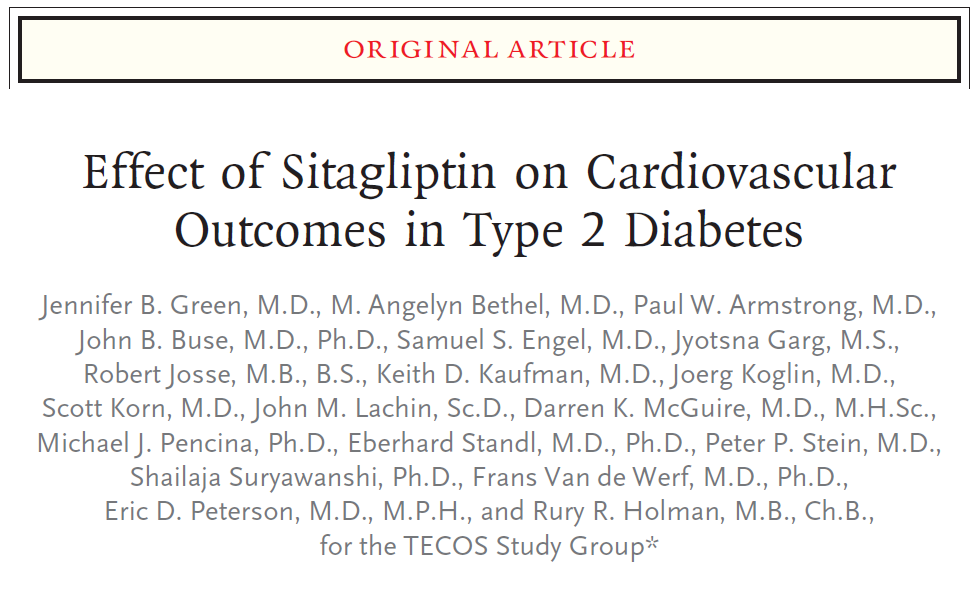 ORIGINAL ARTICLE
Effect of Sitagliptin on Cardiovascular
Outcomes in Type 2 Diabetes
Jennifer B. Green, M.D., M. Angelyn Bethel, M.D., Paul W. Armstrong, M.D.,
John B. Buse, M.D., Ph.D., Samuel S. Engel, M.D., Jyotsna Garg, M.S.,
Robert Josse, M.B., B.S., Keith D. Kaufman, M.D., Joerg Koglin, M.D.,
Scott Korn, M.D., John M. Lachin, Sc.D., Darren K. McGuire, M.D., M.H.Sc.,
Michael J. Pencina, Ph.D., Eberhard Standl, M.D., Ph.D., Peter P. Stein, M.D.,
Shailaja Suryawanshi, Ph.D., Frans Van de Werf, M.D., Ph.D.,
Eric D. Peterson, M.D., M.P.H., and Rury R. Holman, M.B., Ch.B.,
for the TECOS Study Group*